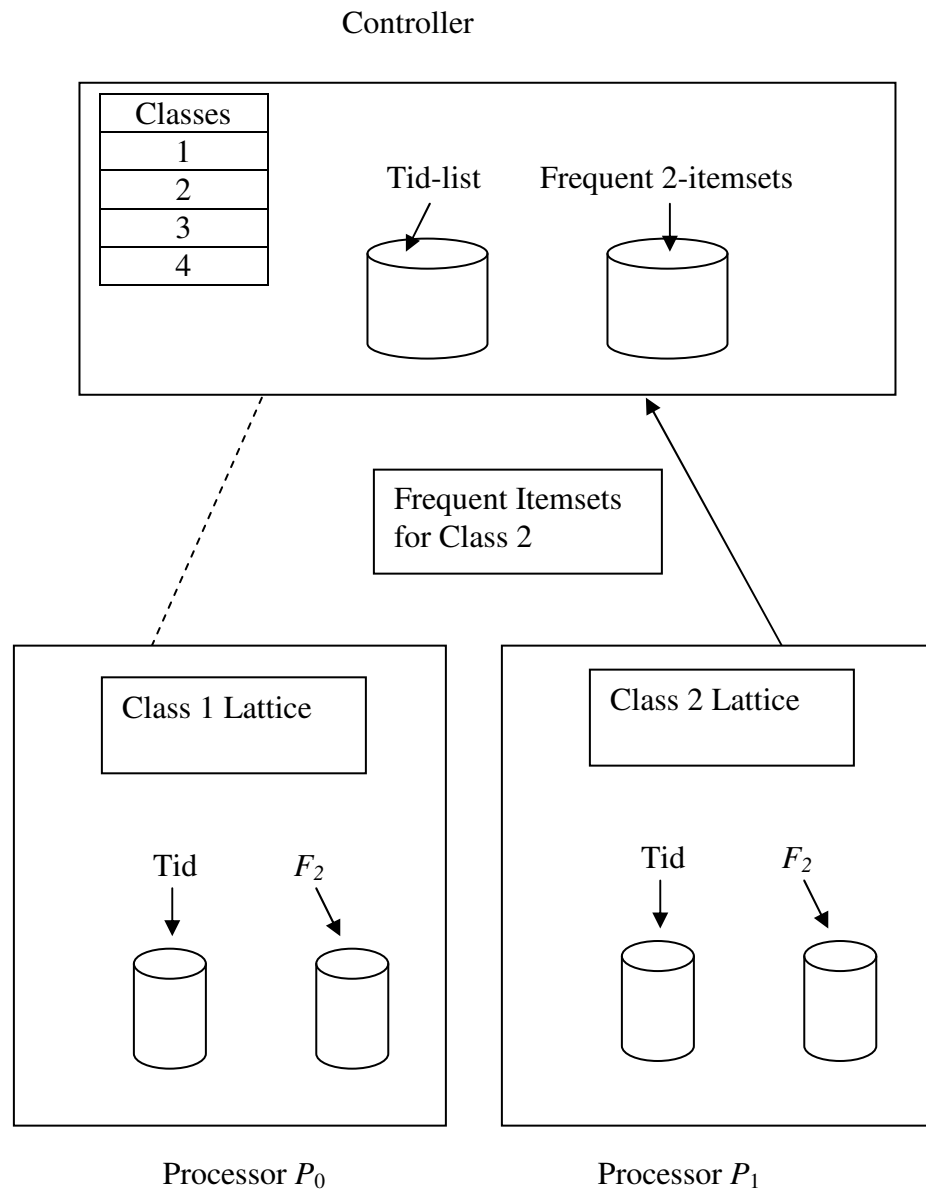 Controller
Classes
1
2
3
4
Tid-list
Frequent 2-itemsets
Frequent Itemsets
for Class 2
Class 1 Lattice
Class 2 Lattice
Tid
F2
Tid
F2
Processor P0
Processor P1